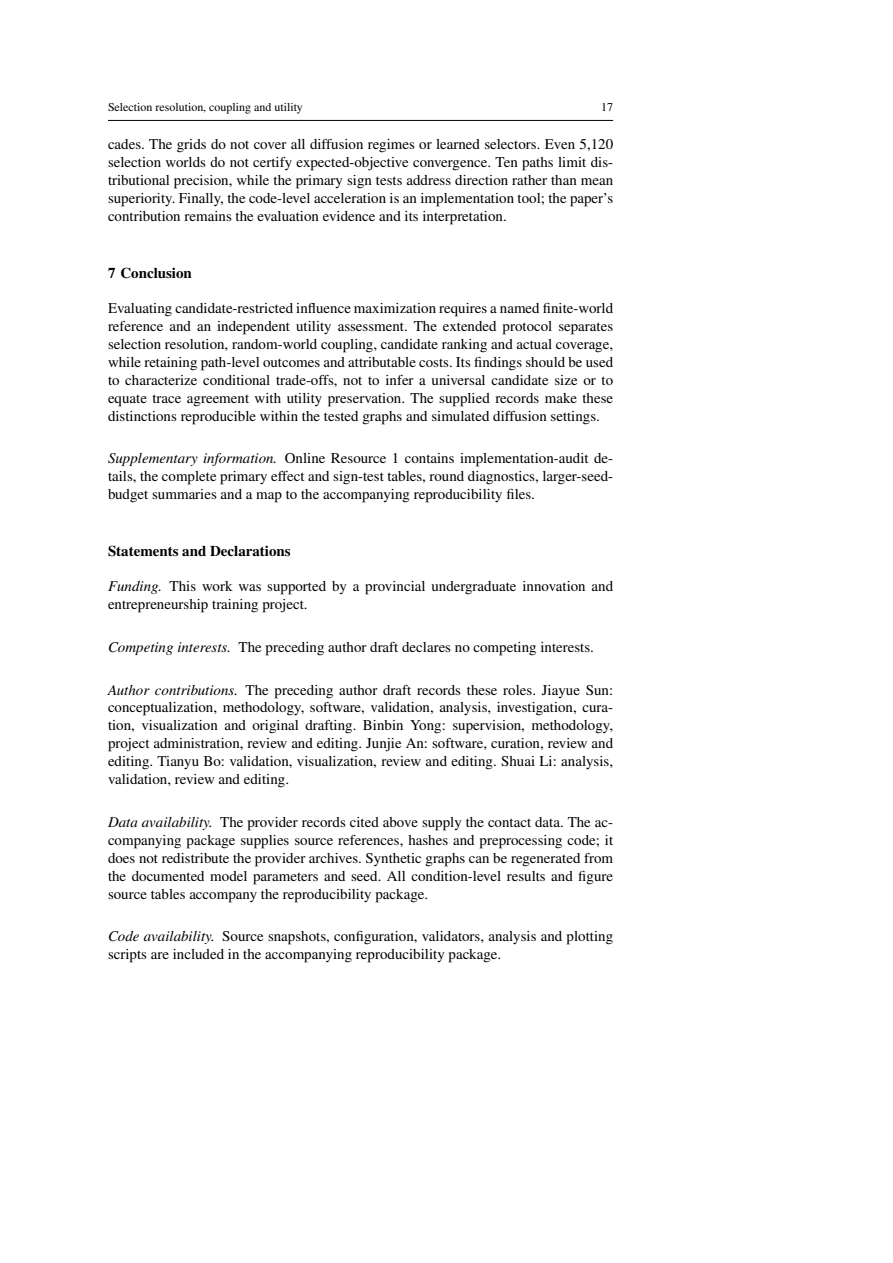 Selection resolution, coupling and utility 17
cades. The grids do not cover all diffusion regimes or learned selectors. Even 5,120
selection worlds do not certify expected-objective convergence. Ten paths limit dis-
tributional precision, while the primary sign tests address direction rather than mean
superiority. Finally, the code-level acceleration is an implementation tool; the paper's
contribution remains the evaluation evidence and its interpretation.
7 Conclusion
Evaluating candidate-restricted influence maximization requires a named finite-world
reference and an independent utility assessment. The extended protocol separates
selection resolution, random-world coupling, candidate ranking and actual coverage,
while retaining path-level outcomes and attributable costs. Its findings should be used
to characterize conditional trade-offs, not to infer a universal candidate size or to
equate trace agreement with utility preservation. The supplied records make these
distinctions reproducible within the tested graphs and simulated diffusion settings.
Supplementary information. Online Resource 1 contains implementation-audit de-
tails, the complete primary effect and sign-test tables, round diagnostics, larger-seed-
budget summaries and a map to the accompanying reproducibility files.
Statements and Declarations
Funding. This work was supported by a provincial undergraduate innovation and
entrepreneurship training project.
Competing interests. The preceding author draft declares no competing interests.
Author contributions. The preceding author draft records these roles. Jiayue Sun:
conceptualization, methodology, software, validation, analysis, investigation, cura-
tion, visualization and original drafting. Binbin Yong: supervision, methodology,
project administration, review and editing. Junjie An: software, curation, review and
editing. Tianyu Bo: validation, visualization, review and editing. Shuai Li: analysis,
validation, review and editing.
Data availability. The provider records cited above supply the contact data. The ac-
companying package supplies source references, hashes and preprocessing code; it
does not redistribute the provider archives. Synthetic graphs can be regenerated from
the documented model parameters and seed. All condition-level results and figure
source tables accompany the reproducibility package.
Code availability. Source snapshots, configuration, validators, analysis and plotting
scripts are included in the accompanying reproducibility package.